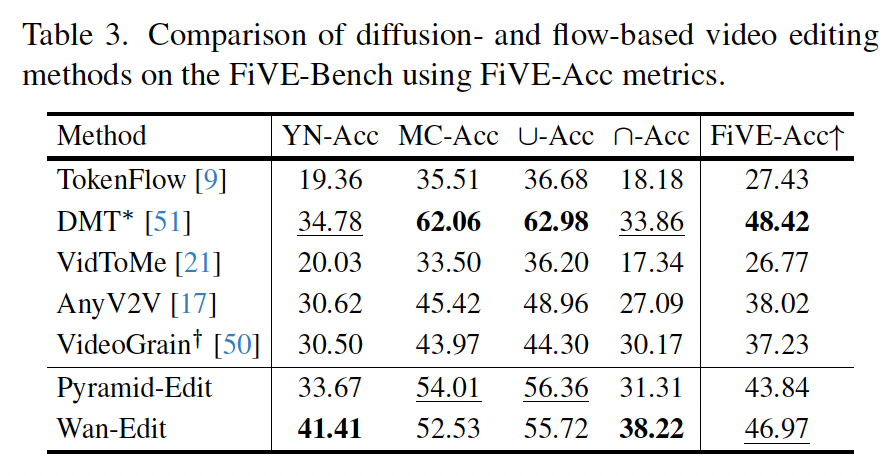 Table 3. Comparison of diffusion- and flow-based video editing
methods on the FiVE-Bench using FiVE-Acc metrics.
Method YN-Acc MC-Acc ∪-Acc ∩-Acc FiVE-Acc↑
TokenFlow [9] 19.36 35.51 36.68 18.18 27.43
DMT* [51] 34.78 62.06 62.98 33.86 48.42
VidToMe [21] 20.03 33.50 36.20 17.34 26.77
AnyV2V [17] 30.62 45.42 48.96 27.09 38.02
VideoGrain† [50] 30.50 43.97 44.30 30.17 37.23
Pyramid-Edit 33.67 54.01 56.36 31.31 43.84
Wan-Edit 41.41 52.53 55.72 38.22 46.97